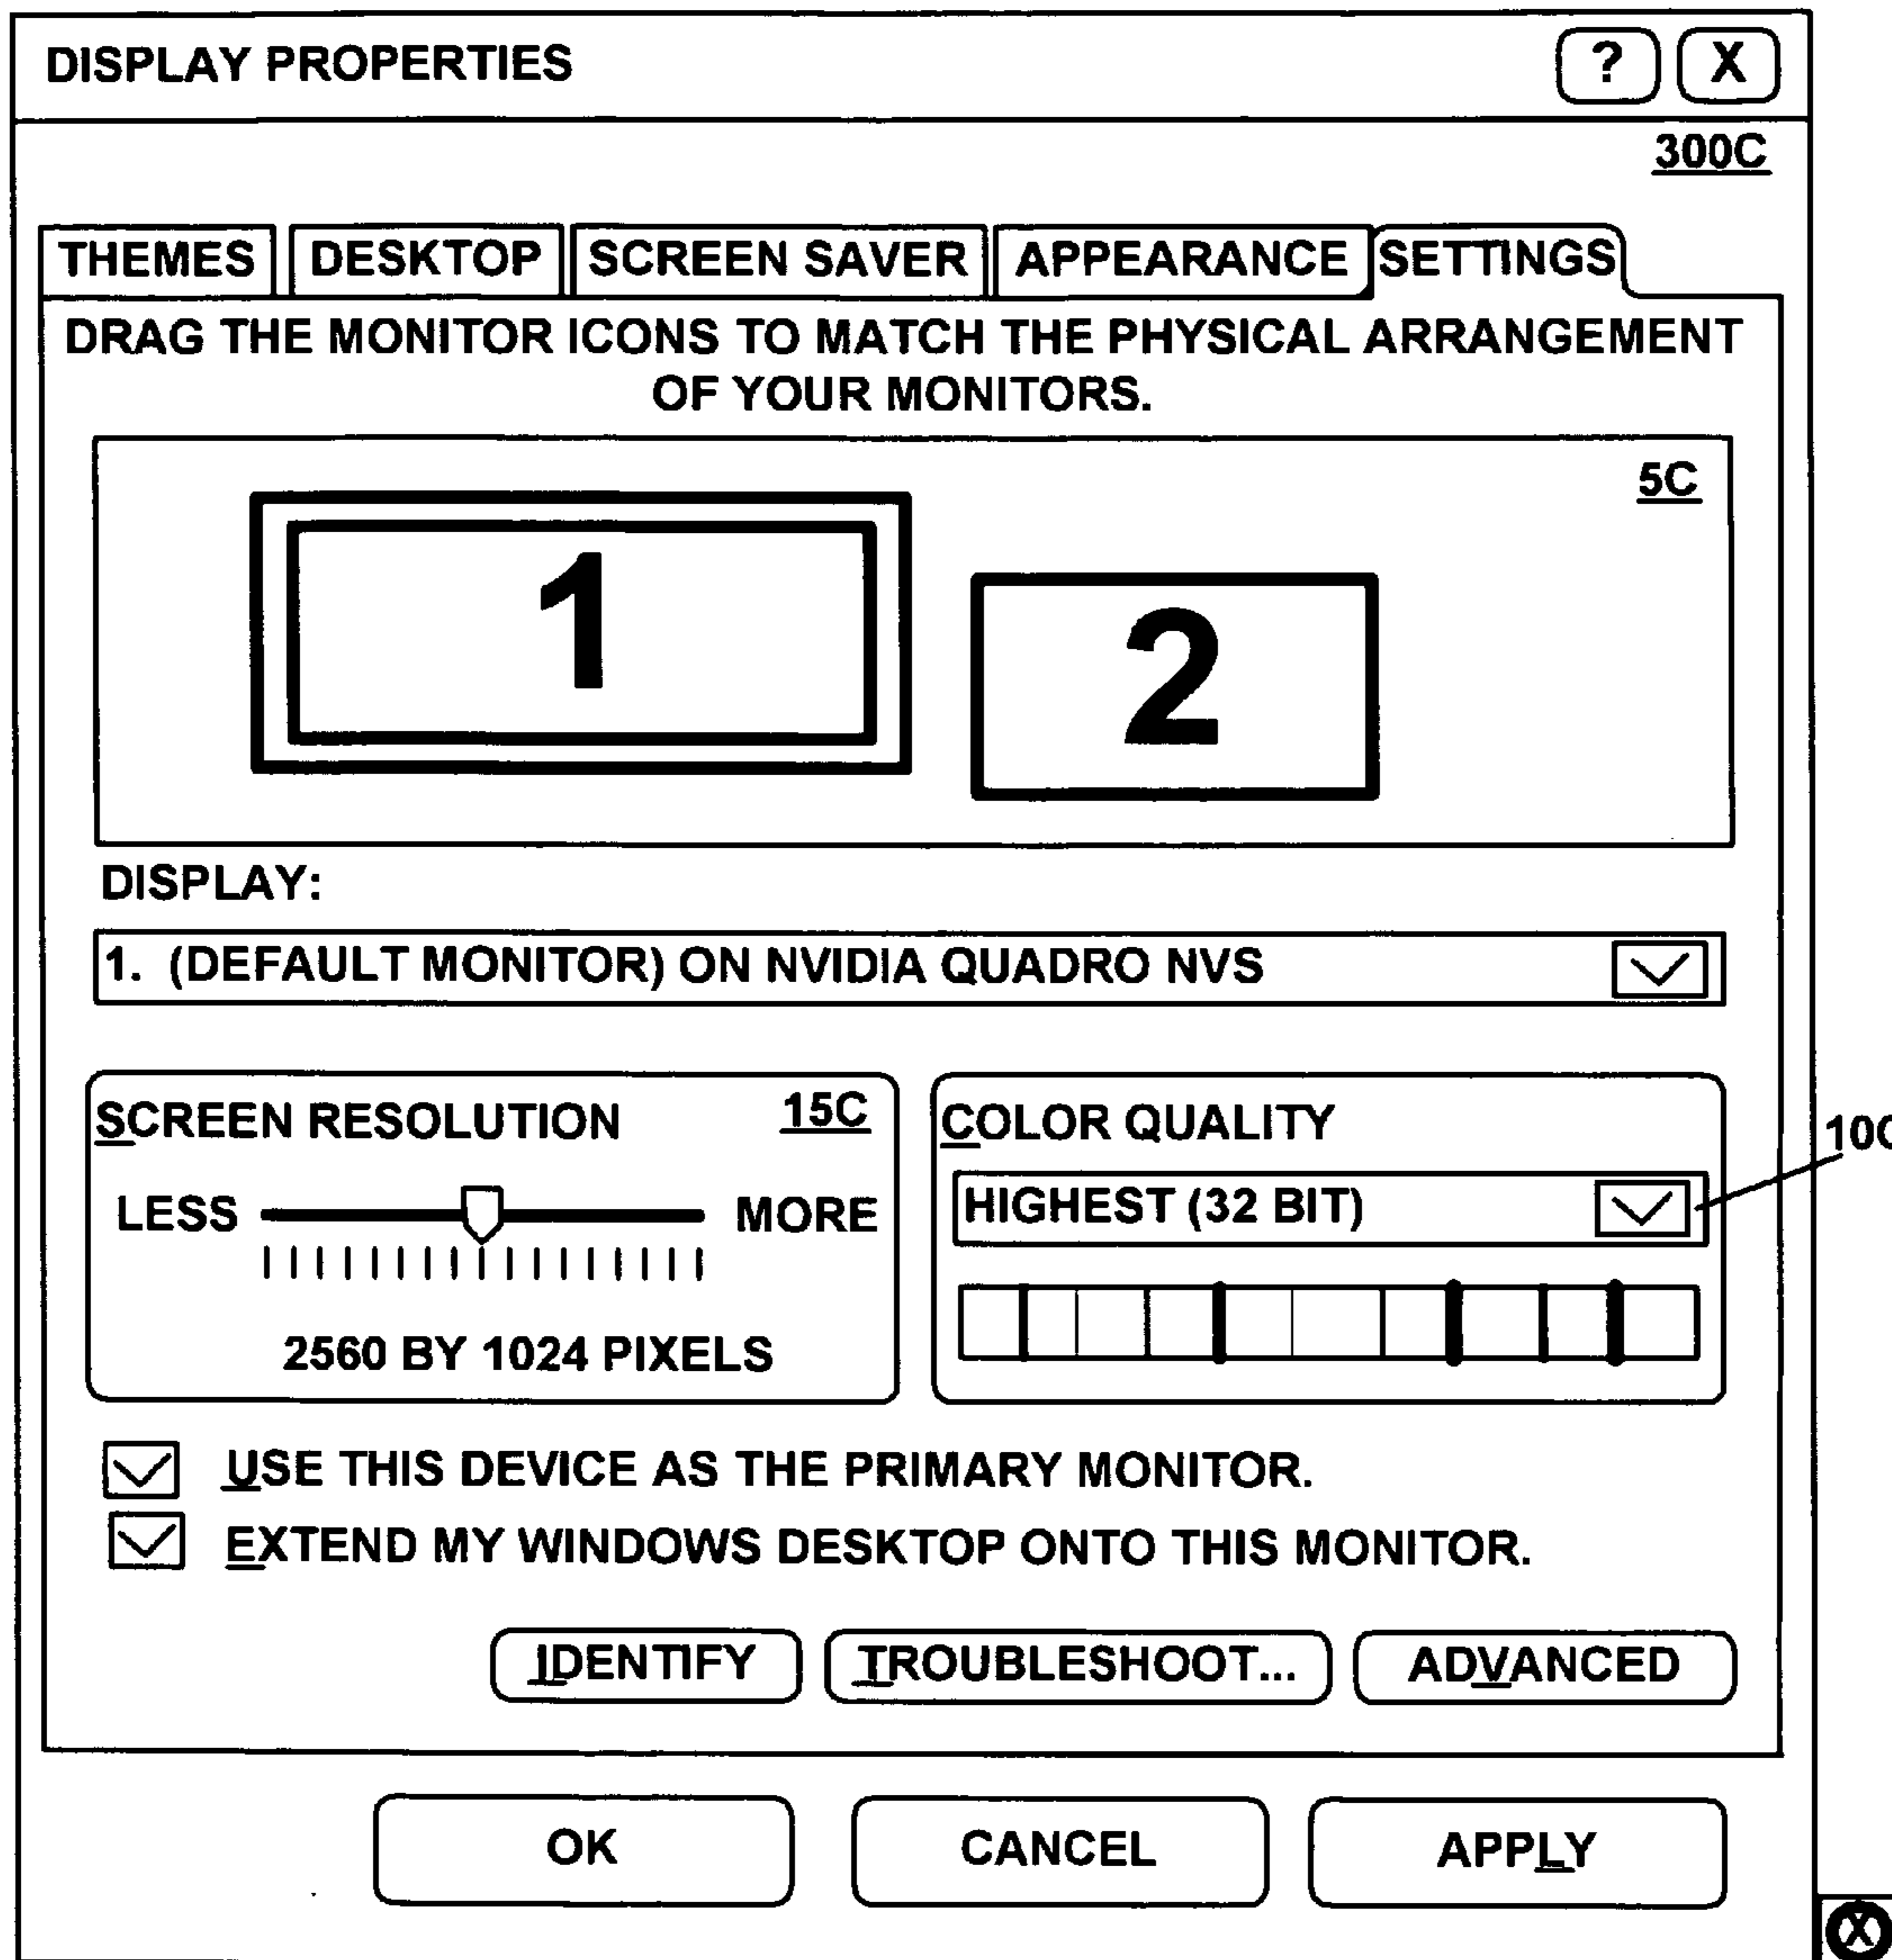 DISPLAY PROPERTIES ? X
300C
THEMES DESKTOP SCREEN SAVER APPEARANCE SETTINGS
DRAG THE MONITOR ICONS TO MATCH THE PHYSICAL ARRANGEMENT
OF YOUR MONITORS.
5C
1 2
DISPLAY:
1. (DEFAULT MONITOR) ON NVIDIA QUADRO NVS
SCREEN RESOLUTION 15C
LESS MORE
2560 BY 1024 PIXELS
COLOR QUALITY
HIGHEST (32 BIT)
USE THIS DEVICE AS THE PRIMARY MONITOR.
EXTEND MY WINDOWS DESKTOP ONTO THIS MONITOR.
IDENTIFY TROUBLESHOOT... ADVANCED
OK CANCEL APPLY
X